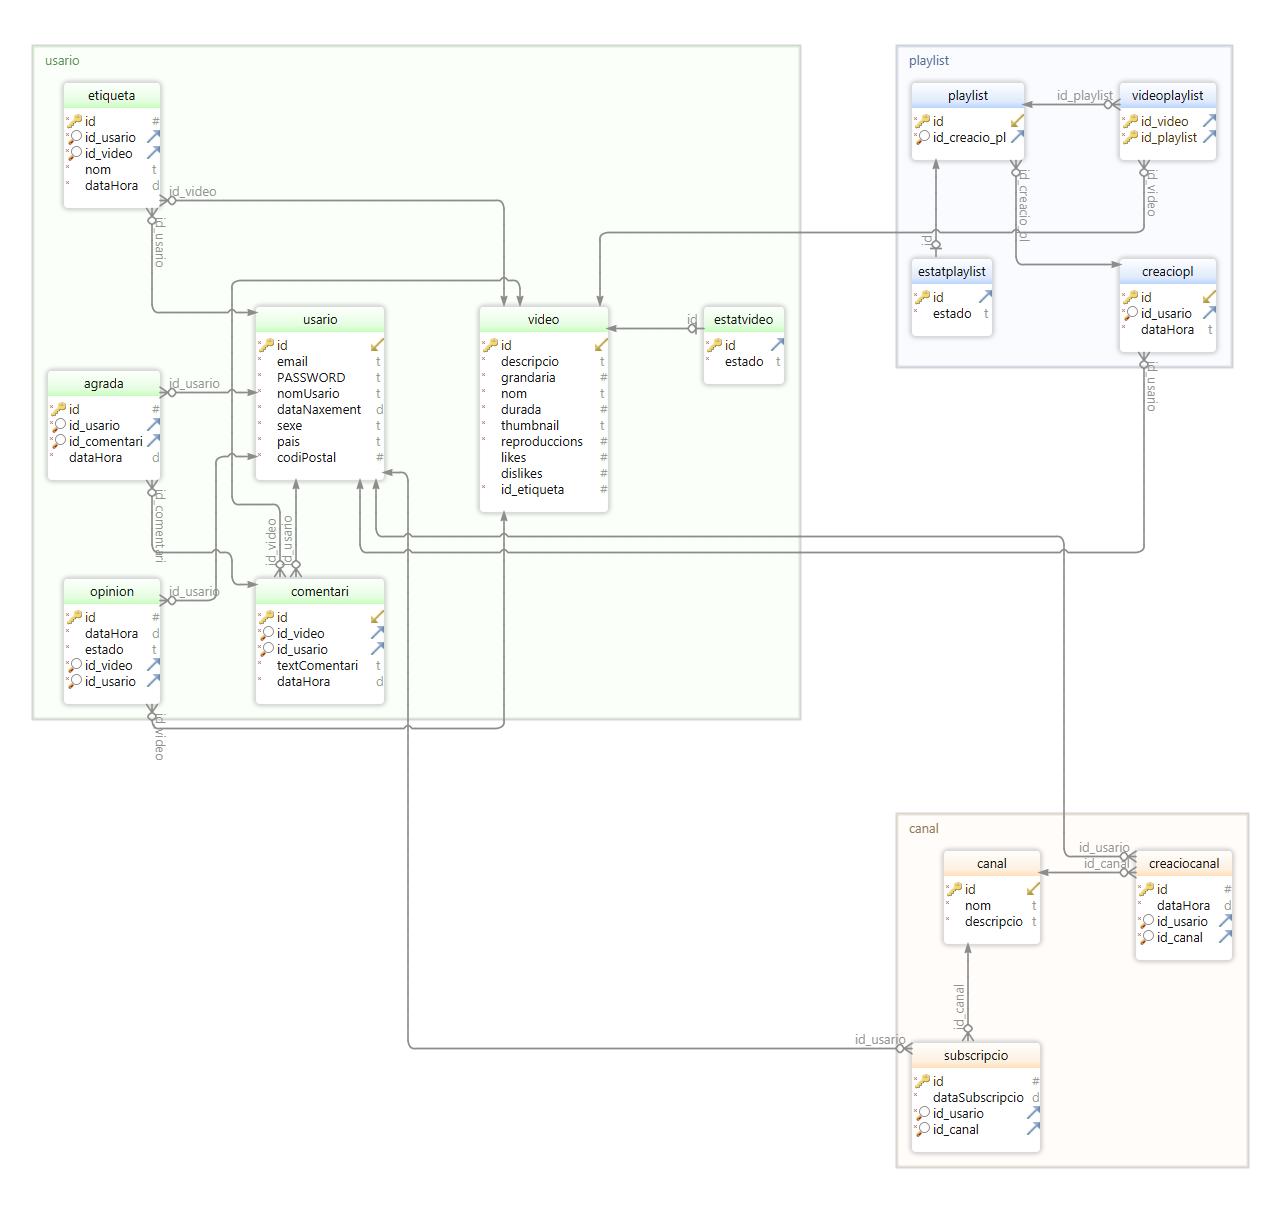 usario
etiqueta
id #
id_usario
id_video
nom t
dataHora d
id_video
id_usario
usario
id
email t
PASSWORD t
nomUsario t
dataNaxement d
sexe t
pais t
codiPostal #
video
id
descripcio t
grandaria #
nom t
durada #
thumbnail t
reproduccions #
likes #
dislikes #
id_etiqueta #
id
estatvideo
id
estado t
agrada
id #
id_usario
id_comentari
dataHora d
id_usario
id_comentari
id_video
id_usario
opinion
id #
dataHora d
estado t
id_video
id_usario
id_usario
id_video
comentari
id
id_video
id_usario
textComentari t
dataHora d
playlist
playlist
id
id_creacio_pl
id_playlist
videoplaylist
id_video
id_playlist
id_creacio_pl
id_video
estatplaylist
id
estado t
creaciopl
id
id_usario
dataHora t
id_usario
canal
canal
id
nom t
descripcio t
id_usario
id_canal
creaciocanal
id #
dataHora d
id_usario
id_canal
id_canal
id_usario
subscripcio
id #
dataSubscripcio d
id_usario
id_canal